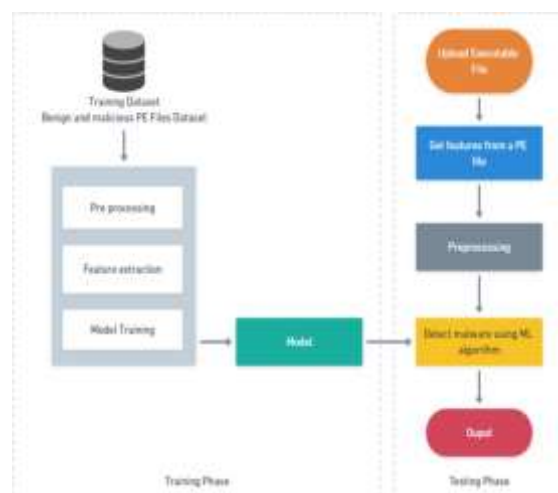 Training Dataset
Benign and malicious PE Files Dataset
Pre processing
Feature extraction
Model Training
Model
Training Phase
Upload Executable
File
Get features from a PE
file
Preprocessing
Detect malware using ML
algorithm
Ouput
Testing Phase